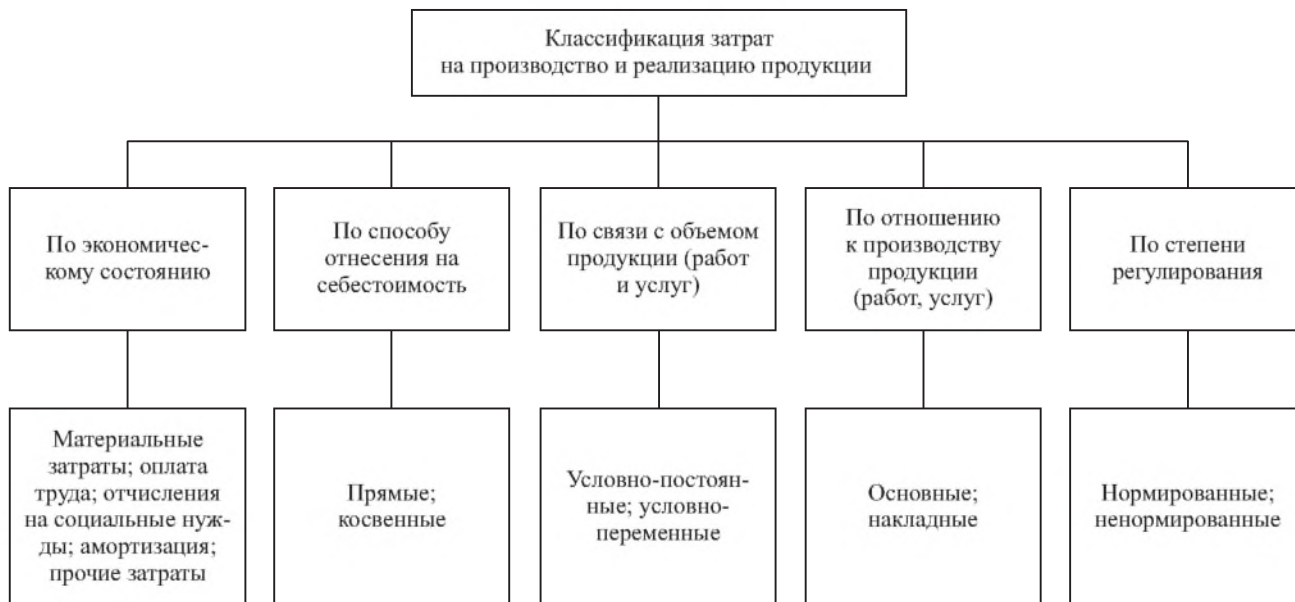 Классификация затрат
на производство и реализацию продукции
По экономичес-
кому состоянию
По способу
отнесения на
себестоимость
По связи с объемом
продукции (работ
и услуг)
По отношению
к производству
продукции
(работ, услуг)
По степени
регулирования
Материальные
затраты; оплата
труда; отчисления
на социальные нуж-
ды; амортизация;
прочие затраты
Прямые;
косвенные
Условно-постоян-
ные; условно-
переменные
Основные;
накладные
Нормированные;
ненормированные